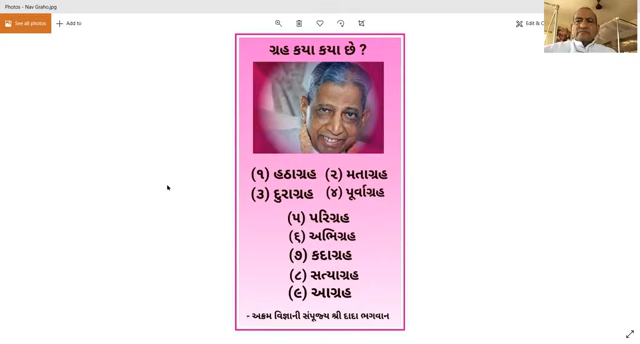 Photos - Nav Graho.jpg
See all photos
Add to
Edit & C
ગ્રહ કયા કયા છે ?
(૧) હઠાગ્રહ (૨) મતાગ્રહ
(૩) દુરાગ્રહ (૪) પૂર્વાગ્રહ
(૫) પરિગ્રહ
(૬) અભિગ્રહ
(૭) કદાગ્રહ
(૮) સત્યાગ્રહ
(૯) આગ્રહ
- અક્રમ વિજ્ઞાની સંપૂજ્ય શ્રી દાદા ભગવાન